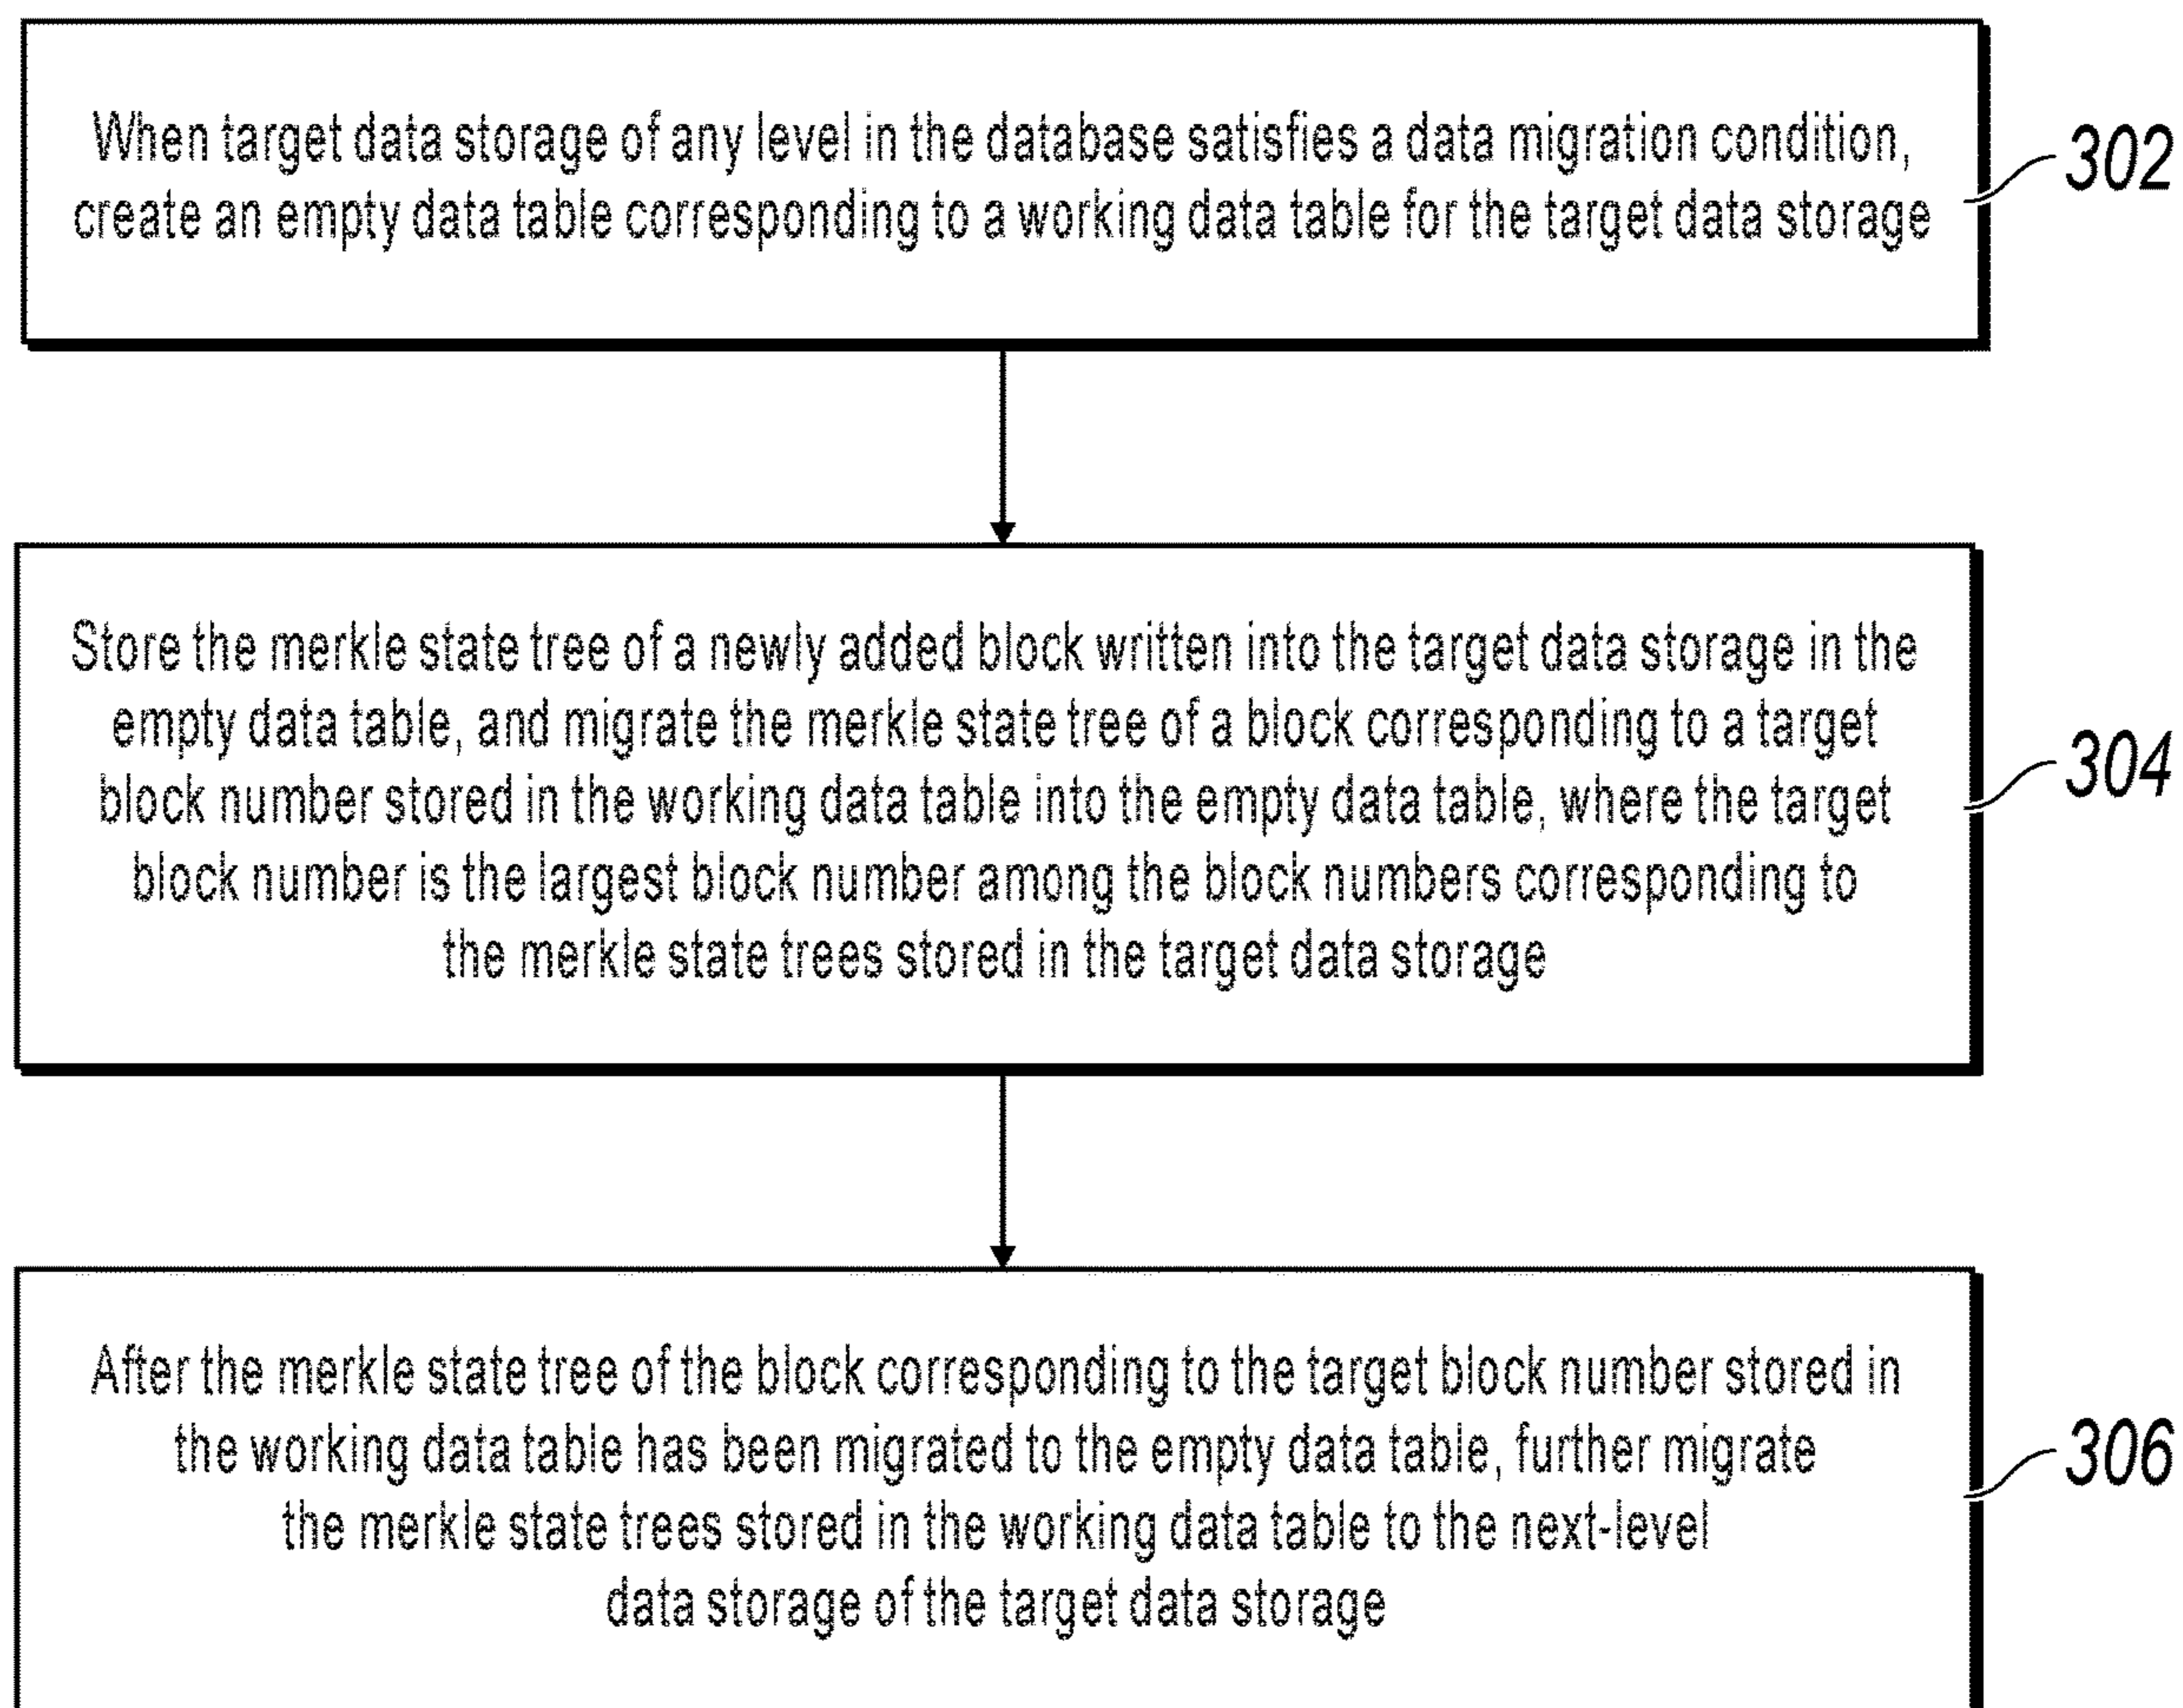 When target data storage of any level in the database satisfies a data migration condition,
create an empty data table corresponding to a working data table for the target data storage
302
Store the merkle state tree of a newly added block written into the target data storage in the
empty data table, and migrate the merkle state tree of a block corresponding to a target
block number stored in the working data table into the empty data table, where the target
block number is the largest block number among the block numbers corresponding to
the merkle state trees stored in the target data storage
304
After the merkle state tree of the block corresponding to the target block number stored in
the working data table has been migrated to the empty data table, further migrate
the merkle state trees stored in the working data table to the next-level
data storage of the target data storage
306